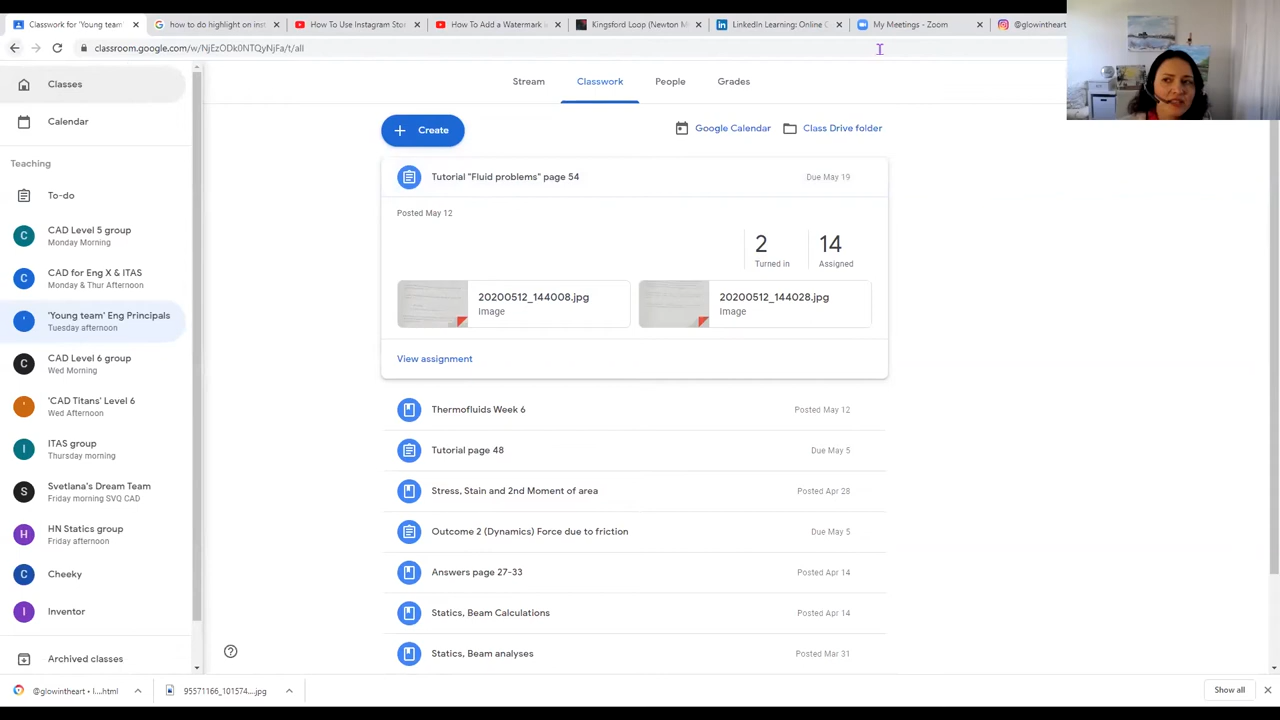 Classwork for 'Young team'
how to do highlight on inst
How To Use Instagram Stor
How To Add a Watermark
Kingsford Loop (Newton M
LinkedIn Learning: Online C
My Meetings - Zoom
@glowintheart
classroom.google.com/w/NjEzODk0NTQyNjFa/t/all
Classes
Calendar
Teaching
To-do
CAD Level 5 group
Monday Morning
CAD for Eng X & ITAS
Monday & Thur Afternoon
'Young team' Eng Principals
Tuesday afternoon
CAD Level 6 group
Wed Morning
'CAD Titans' Level 6
Wed Afternoon
ITAS group
Thursday morning
Svetlana's Dream Team
Friday morning SVQ CAD
HN Statics group
Friday afternoon
Cheeky
Inventor
Archived classes
Stream Classwork People Grades
Create
Google Calendar Class Drive folder
Tutorial "Fluid problems" page 54 Due May 19
Posted May 12
2 14
Turned in Assigned
20200512_144008.jpg
Image
20200512_144028.jpg
Image
View assignment
Thermofluids Week 6 Posted May 12
Tutorial page 48 Due May 5
Stress, Stain and 2nd Moment of area Posted Apr 28
Outcome 2 (Dynamics) Force due to friction Due May 5
Answers page 27-33 Posted Apr 14
Statics, Beam Calculations Posted Apr 14
Statics, Beam analyses Posted Mar 31
@glowintheart • I....html
95571166_101574....jpg
Show all